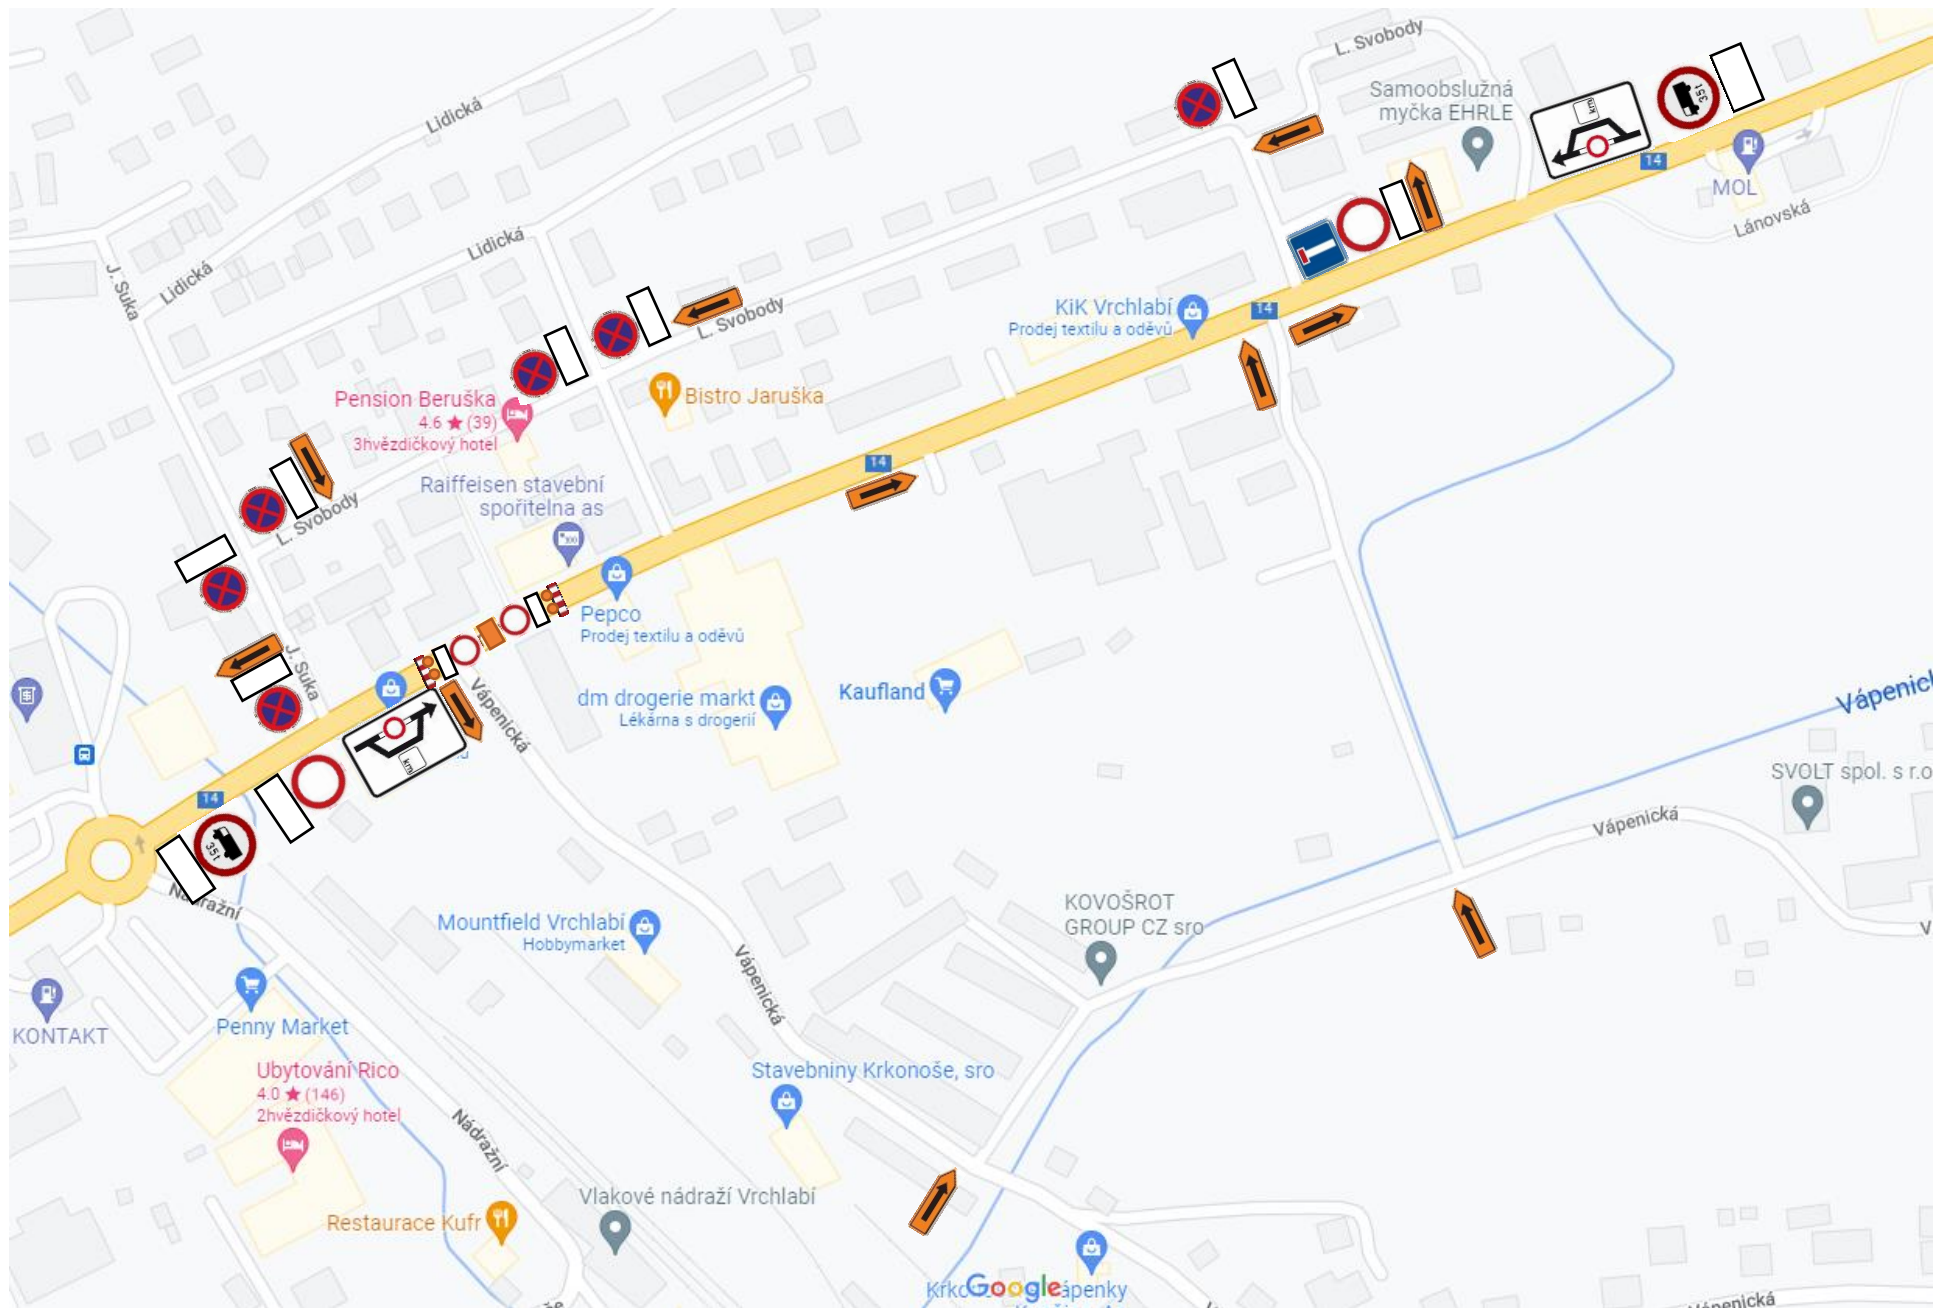 L. Svobody
Samoobslužná
myčka EHRLE
Lidická
km
35t
14
MOL
Lánovská
Lidická
J. Suka
Lidická
KiK Vrchlabí
Prodej textilu a oděvů
14
L. Svobody
Pension Beruška
4.6 ★ (39)
3hvězdičkový hotel
Bistro Jaruška
14
Raiffeisen stavební
spořitelna as
L. Svobody
Pepco
Prodej textilu a oděvů
J. Suka
Vápenická
dm drogerie markt
Lékárna s drogerií
Kaufland
km
14
35t
Nádražní
SVOLT spol. s r.o
Vápenická
KOVOŠROT
GROUP CZ sro
Mountfield Vrchlabí
Hobbymarket
Vápenická
KONTAKT
Penny Market
Ubytování Rico
4.0 ★ (146)
2hvězdičkový hotel
Stavebniny Krkonoše, sro
Nádražní
Vlakové nádraží Vrchlabí
Restaurace Kufr
Google
Vápenická